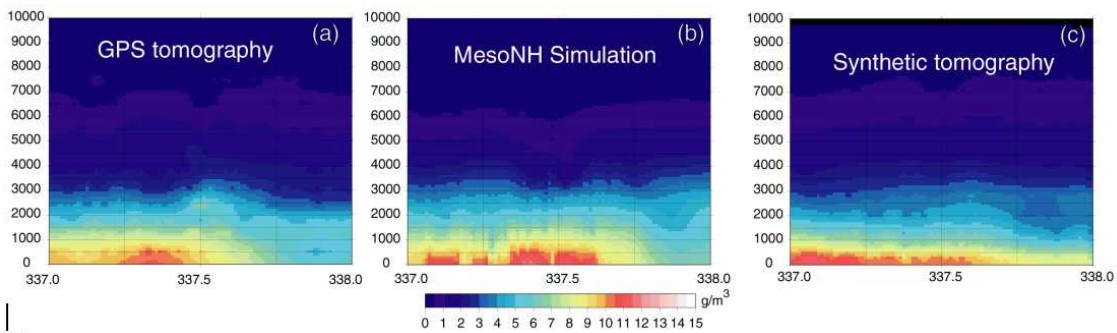 (a) (b) (c)
GPS tomography MesoNH Simulation Synthetic tomography
10000 10000 10000
9000 9000 9000
8000 8000 8000
7000 7000 7000
6000 6000 6000
5000 5000 5000
4000 4000 4000
3000 3000 3000
2000 2000 2000
1000 1000 1000
0 0 0
337.0 337.5 338.0 337.0 337.5 338.0 337.0 337.5 338.0
g/m³
0 1 2 3 4 5 6 7 8 9 10 11 12 13 14 15